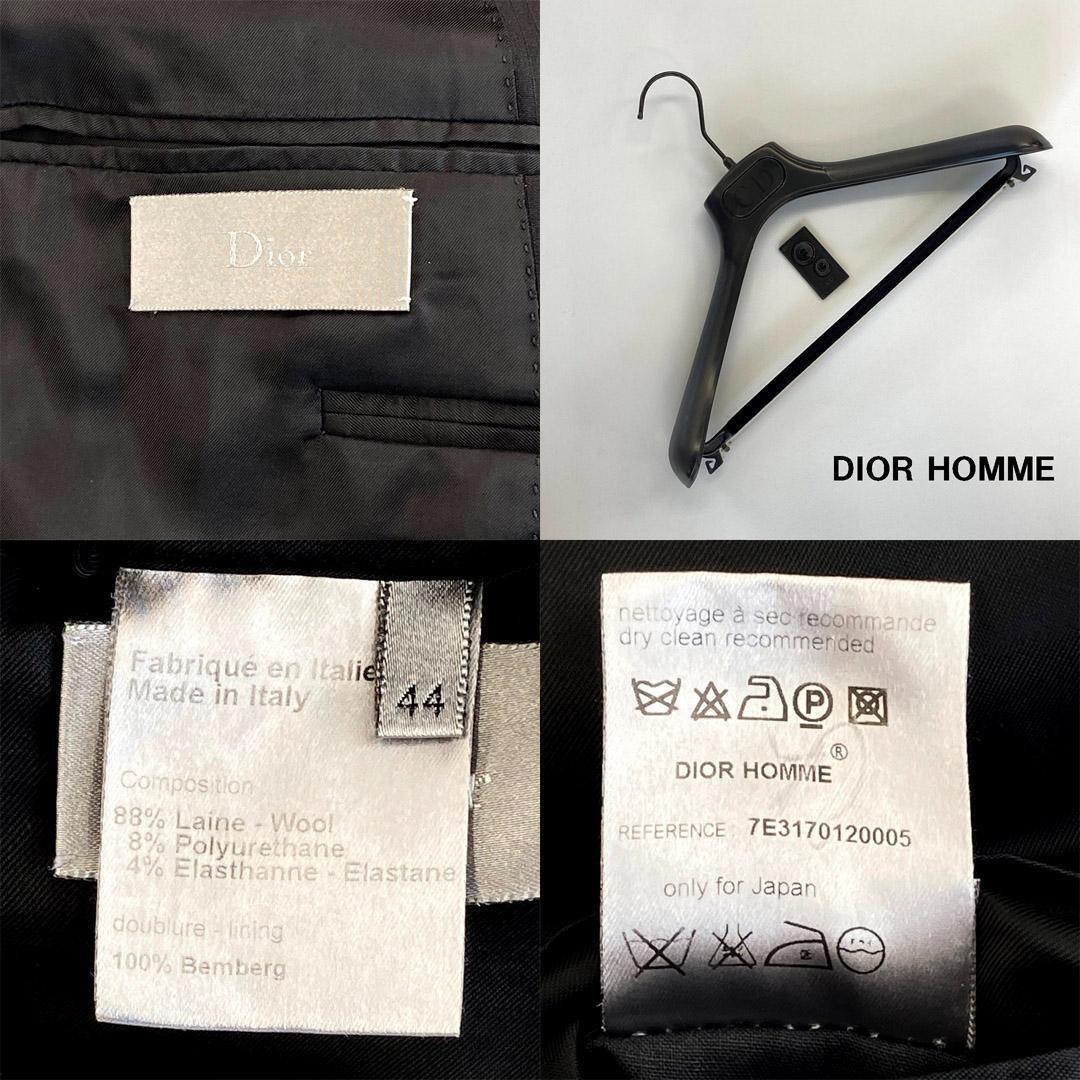 Dior
CD
DIOR HOMME
Fabriqué en Italie
Made in Italy
44
Composition
88% Laine - Wool
8% Polyurethane
4% Elasthanne - Elastane
doublure - lining
100% Bemberg
nettoyage à sec recommande
dry clean recommended
P
DIOR HOMME®
REFERENCE: 7E3170120005
only for Japan